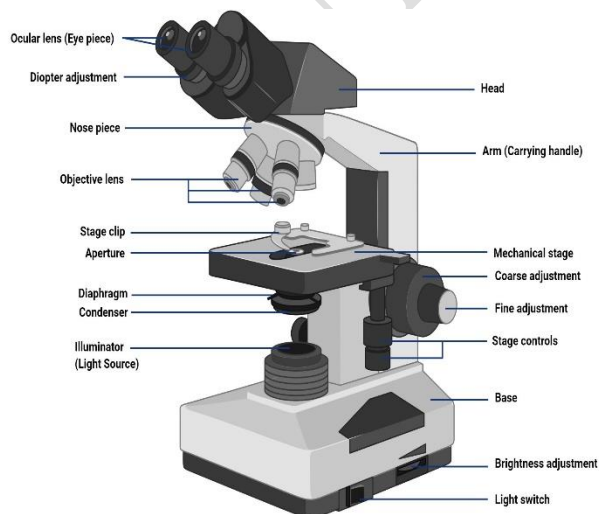 Ocular lens (Eye piece)
Diopter adjustment
Nose piece
Objective lens
Stage clip
Aperture
Diaphragm
Condenser
Illuminator
(Light Source)
Head
Arm (Carrying handle)
Mechanical stage
Coarse adjustment
Fine adjustment
Stage controls
Base
Brightness adjustment
Light switch